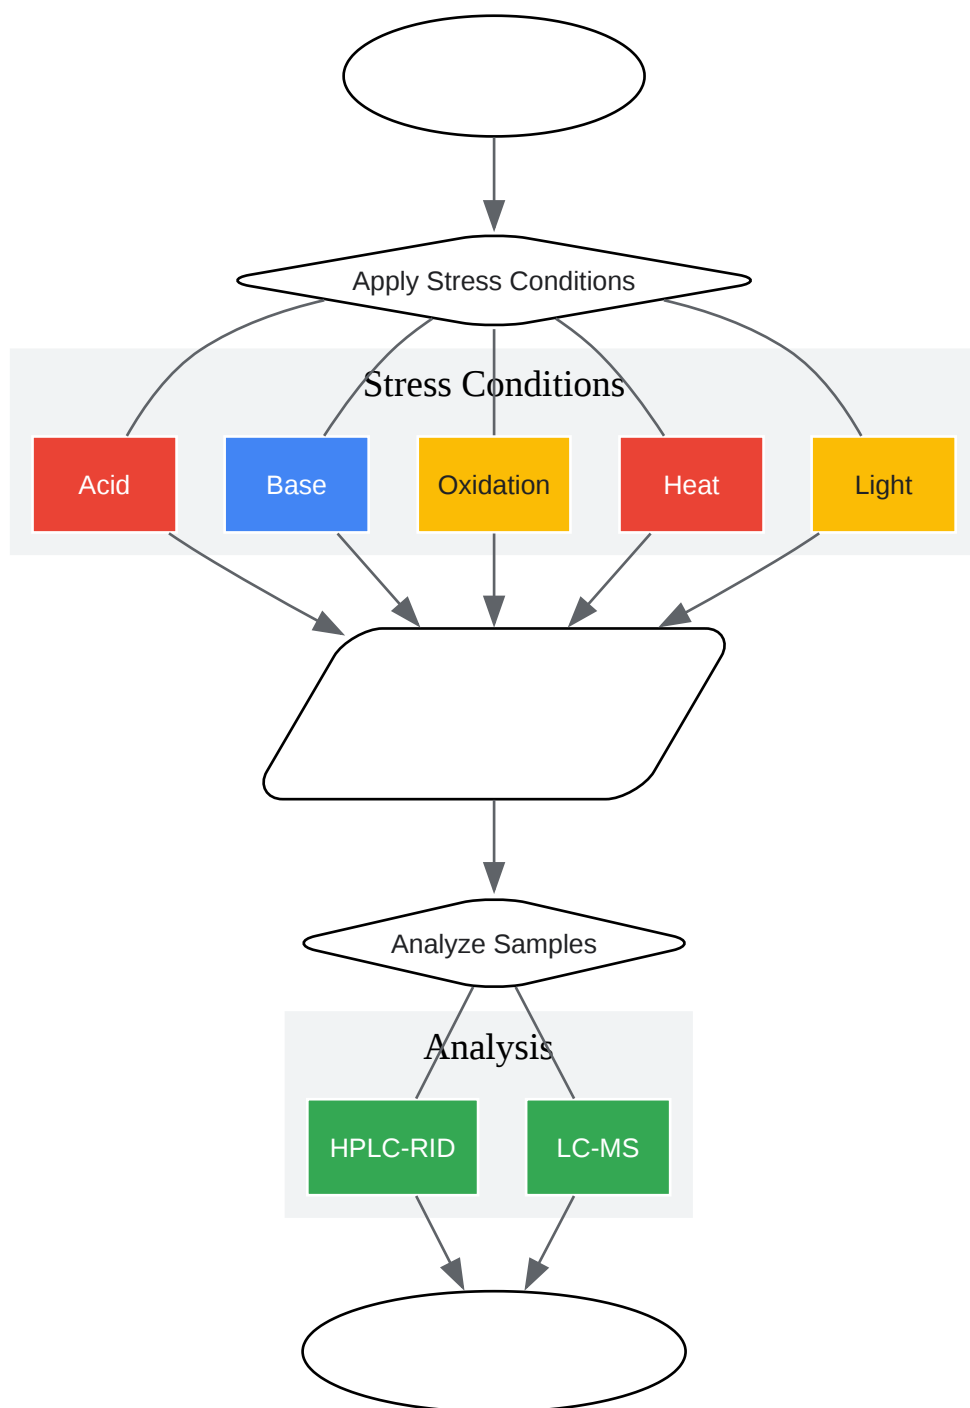 Apply Stress Conditions
Stress Conditions
Acid
Base
Oxidation
Heat
Light
Analyze Samples
Analysis
HPLC-RID
LC-MS